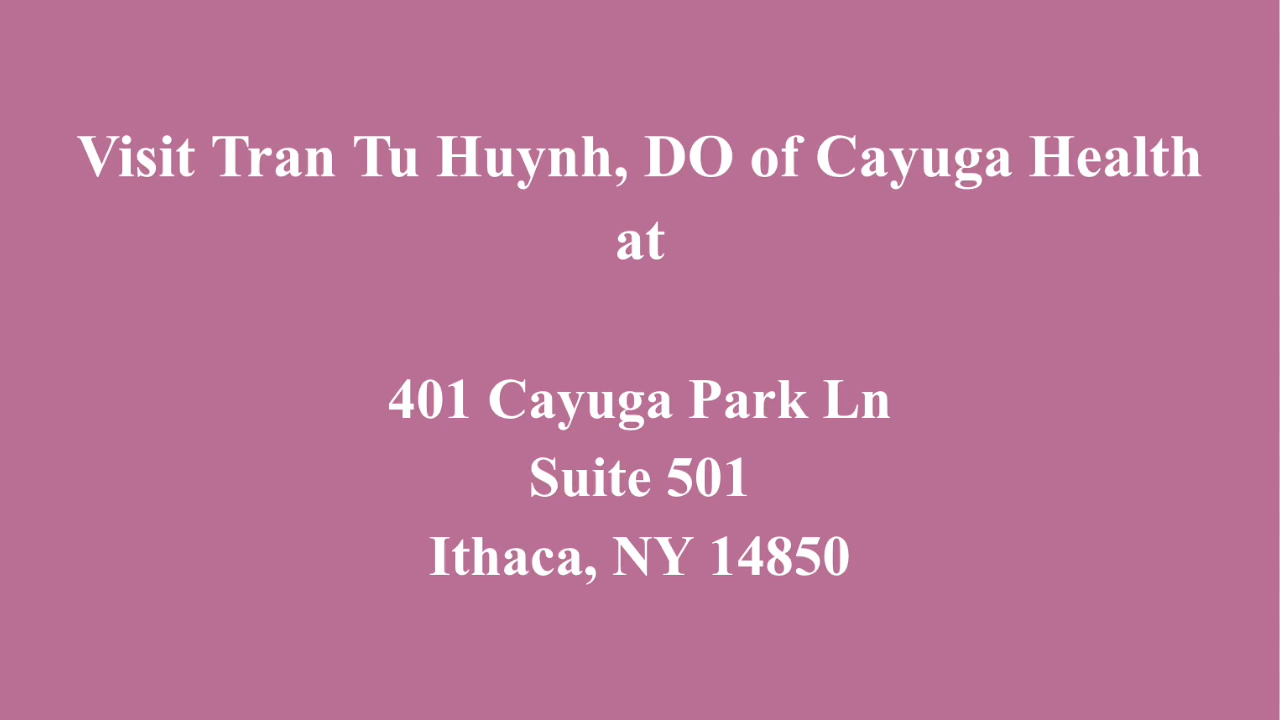 Visit Tran Tu Huynh, DO of Cayuga Health
at
401 Cayuga Park Ln
Suite 501
Ithaca, NY 14850